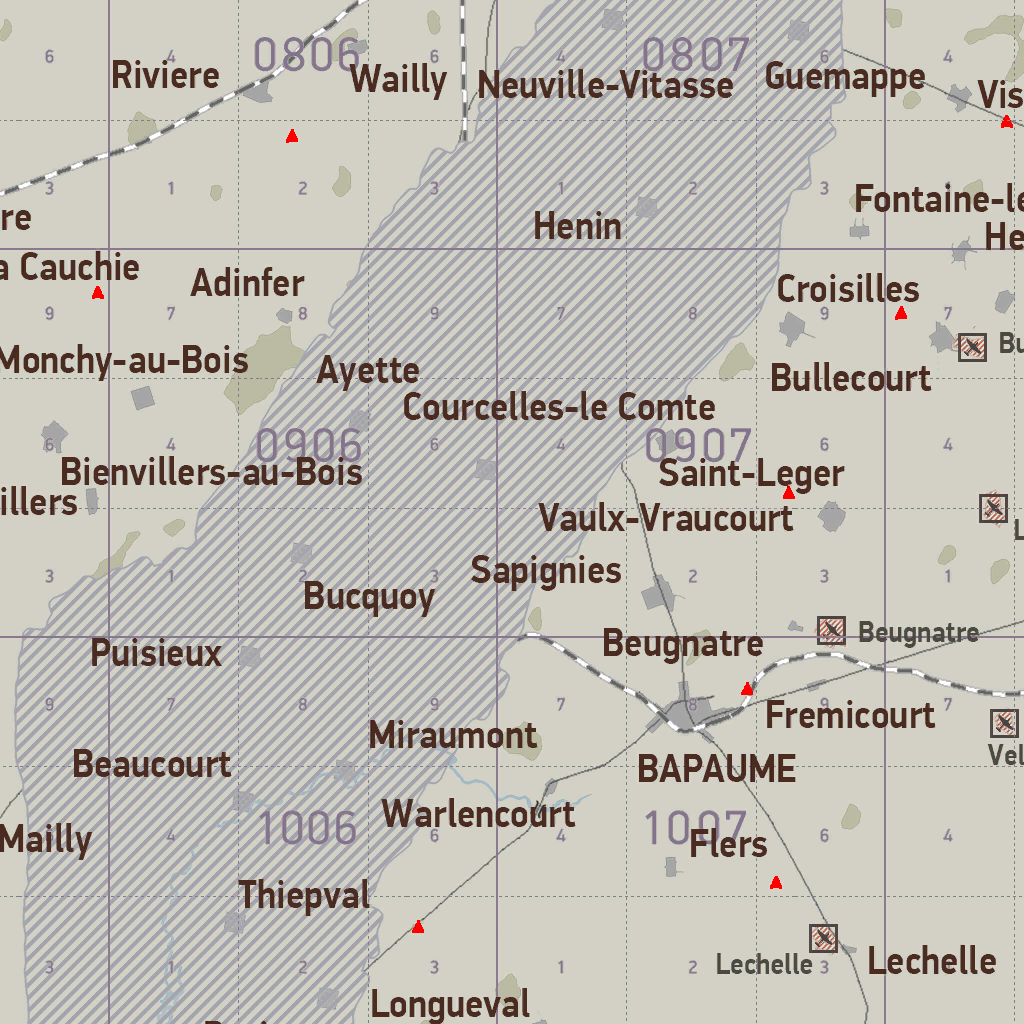 6 4 0806 6 0807 6 4
Riviere Wailly Neuville-Vitasse Guemappe Vis
3 1 2 3 1 2 3 1
re Henin Fontaine-le
He
a Cauchie Adinfer Croisilles
9 7 8 9 7 9 7
Bu
Monchy-au-Bois Ayette Bullecourt
Courcelles-le Comte
6 4 0906 6 4 0907 6 4
Bienvillers-au-Bois Saint-Leger
illers Vaulx-Vraucourt
L
3 1 2 3 Sapignies 2 3 1
Bucquoy
Puisieux Beugnatre Beugnatre
9 7 8 9 7 8 9
Miraumont Fremicourt
Beaucourt BAPAUME Vel
Warlencourt
Mailly 4 1006 6 4 1007 6 4
Flers
Thiepval
3 1 2 3 1 2 Lechelle 3 Lechelle 1
Longueval